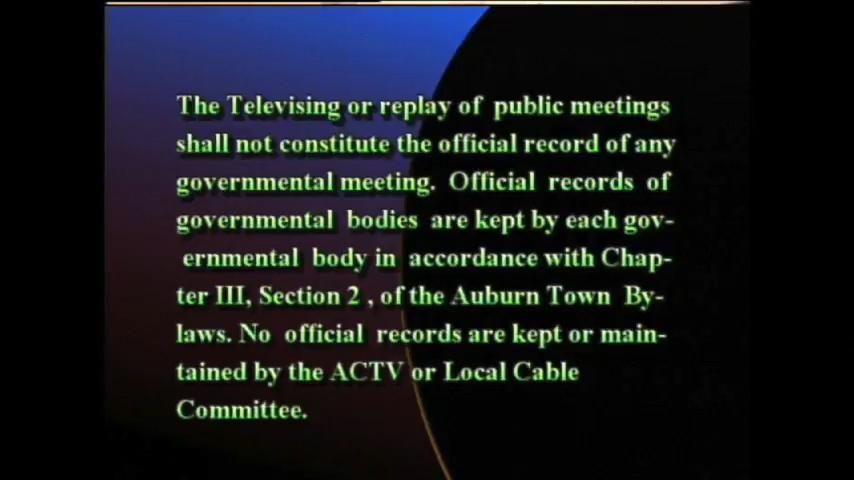 The Televising or replay of public meetings
shall not constitute the official record of any
governmental meeting. Official records of
governmental bodies are kept by each gov-
ernmental body in accordance with Chap-
ter III, Section 2 , of the Auburn Town By-
laws. No official records are kept or main-
tained by the ACTV or Local Cable
Committee.